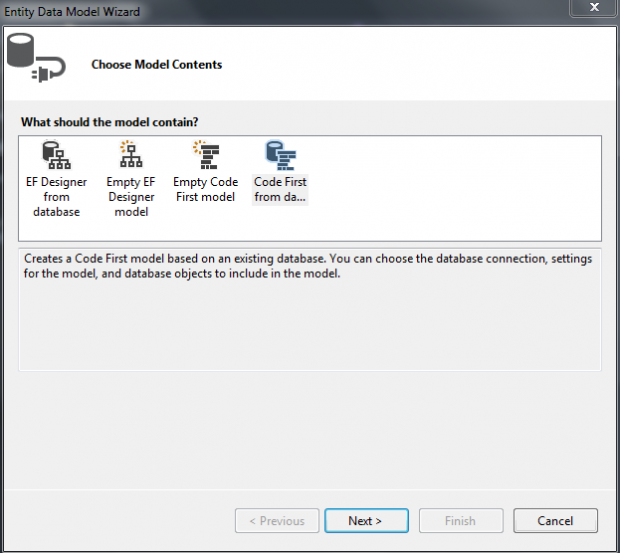 Entity Data Model Wizard
x
Choose Model Contents
What should the model contain?
EF Designer
from
database
Empty EF
Designer
model
Empty Code
First model
Code First
from da...
Creates a Code First model based on an existing database. You can choose the database connection, settings
for the model, and database objects to include in the model.
< Previous
Next >
Finish
Cancel